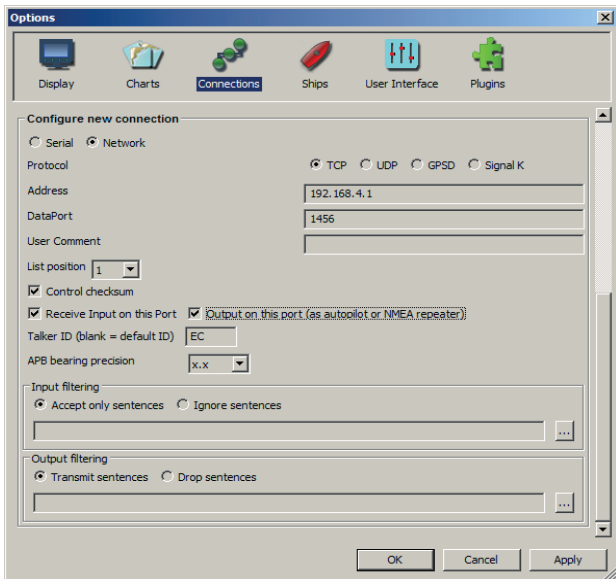 Options
Display Charts Connections Ships User Interface Plugins
Configure new connection
Serial Network
Protocol TCP UDP GPSD Signal K
Address 192.168.4.1
DataPort 1456
User Comment
List position 1
Control checksum
Receive Input on this Port Output on this port (as autopilot or NMEA repeater)
Talker ID (blank = default ID) EC
APB bearing precision x.x
Input filtering
Accept only sentences Ignore sentences
...
Output filtering
Transmit sentences Drop sentences
...
OK Cancel Apply